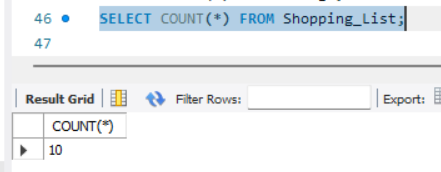 46 SELECT COUNT(*) FROM Shopping_List;
47
Result Grid Filter Rows: Export:
COUNT(*)
10